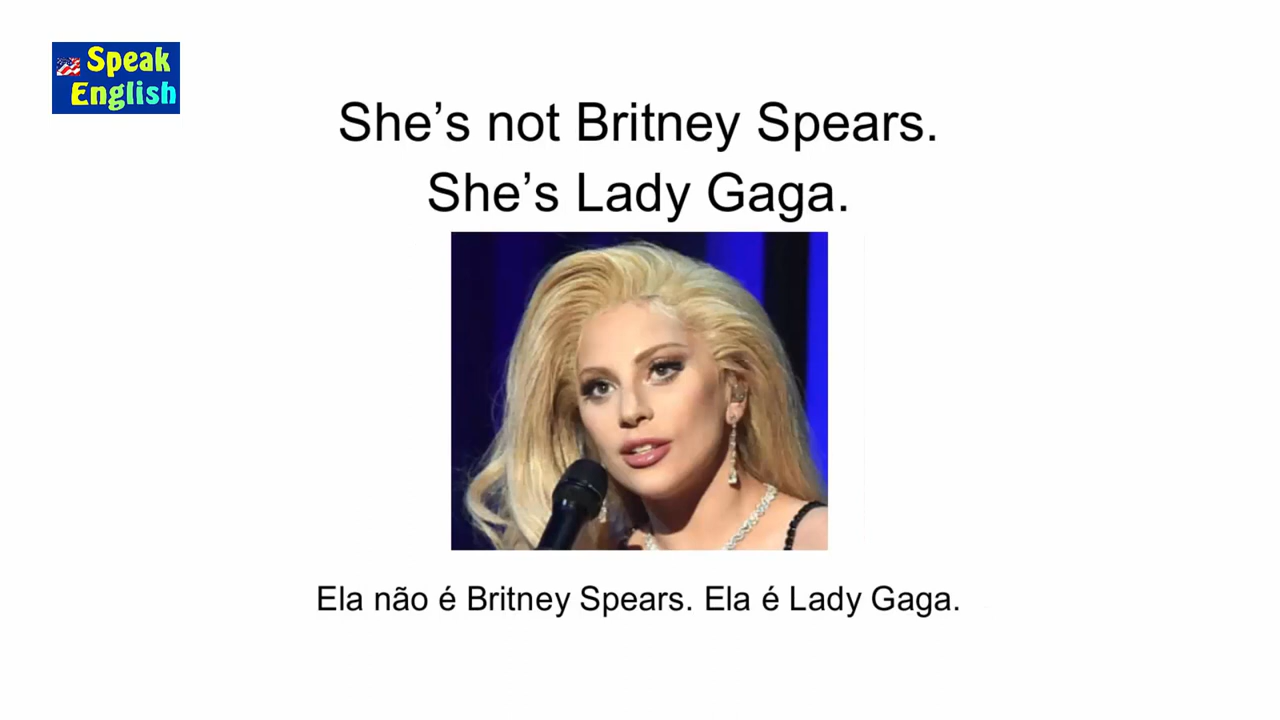 Speak
English
She’s not Britney Spears.
She’s Lady Gaga.
Ela não é Britney Spears. Ela é Lady Gaga.